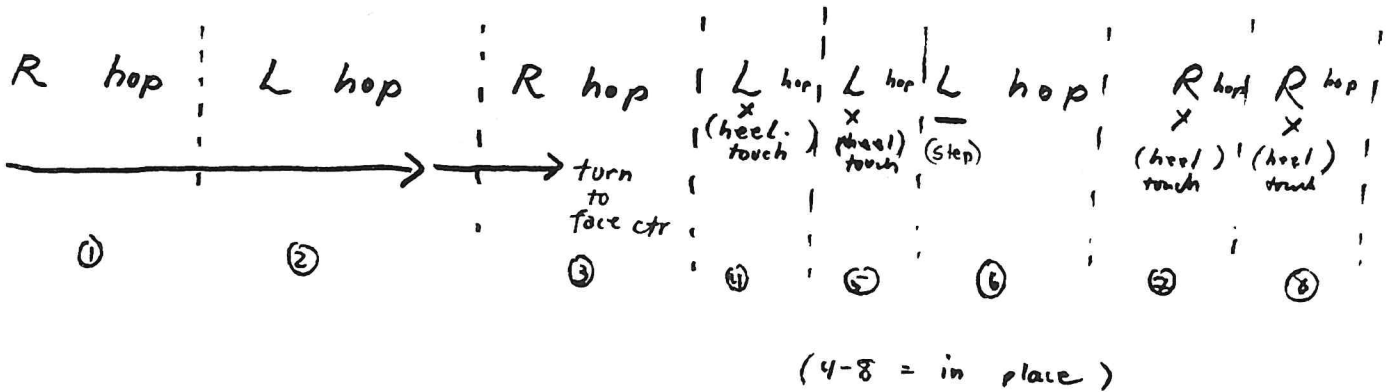 R hop L hop R hop L hop L hop L hop R hop R hop
x x — x x
(heel touch) (heel touch) (step) (heel touch) (heel touch)
turn to face ctr
① ② ③ ④ ⑤ ⑥ ⑦ ⑧
(4-8 = in place)